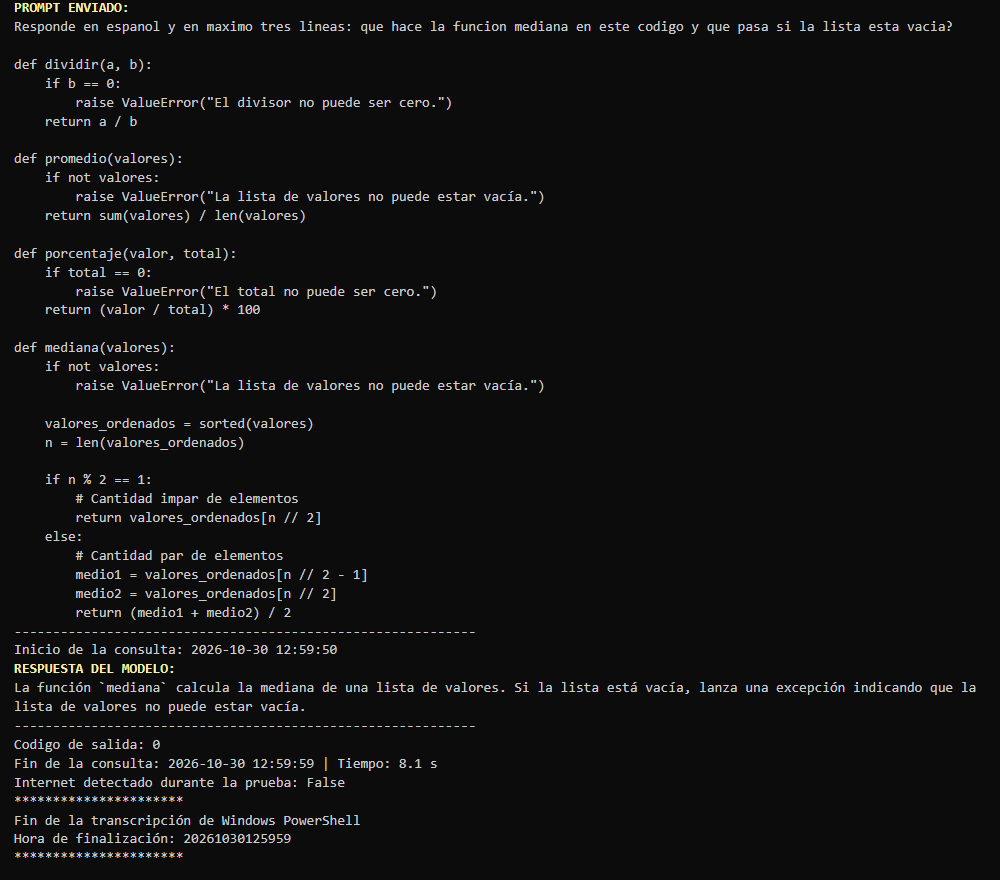 PROMPT ENVIADO:
Responde en espanol y en maximo tres lineas: que hace la funcion mediana en este codigo y que pasa si la lista esta vacia?
def dividir(a, b):
    if b == 0:
        raise ValueError("El divisor no puede ser cero.")
    return a / b
def promedio(valores):
    if not valores:
        raise ValueError("La lista de valores no puede estar vacía.")
    return sum(valores) / len(valores)
def porcentaje(valor, total):
    if total == 0:
        raise ValueError("El total no puede ser cero.")
    return (valor / total) * 100
def mediana(valores):
    if not valores:
        raise ValueError("La lista de valores no puede estar vacía.")
    valores_ordenados = sorted(valores)
    n = len(valores_ordenados)
    if n % 2 == 1:
        # Cantidad impar de elementos
        return valores_ordenados[n // 2]
    else:
        # Cantidad par de elementos
        medio1 = valores_ordenados[n // 2 - 1]
        medio2 = valores_ordenados[n // 2]
        return (medio1 + medio2) / 2
------------------------------------------------------------
Inicio de la consulta: 2026-10-30 12:59:50
RESPUESTA DEL MODELO:
La función `mediana` calcula la mediana de una lista de valores. Si la lista está vacía, lanza una excepción indicando que la
lista de valores no puede estar vacía.
------------------------------------------------------------
Codigo de salida: 0
Fin de la consulta: 2026-10-30 12:59:59 | Tiempo: 8.1 s
Internet detectado durante la prueba: False
**********************
Fin de la transcripción de Windows PowerShell
Hora de finalización: 20261030125959
**********************